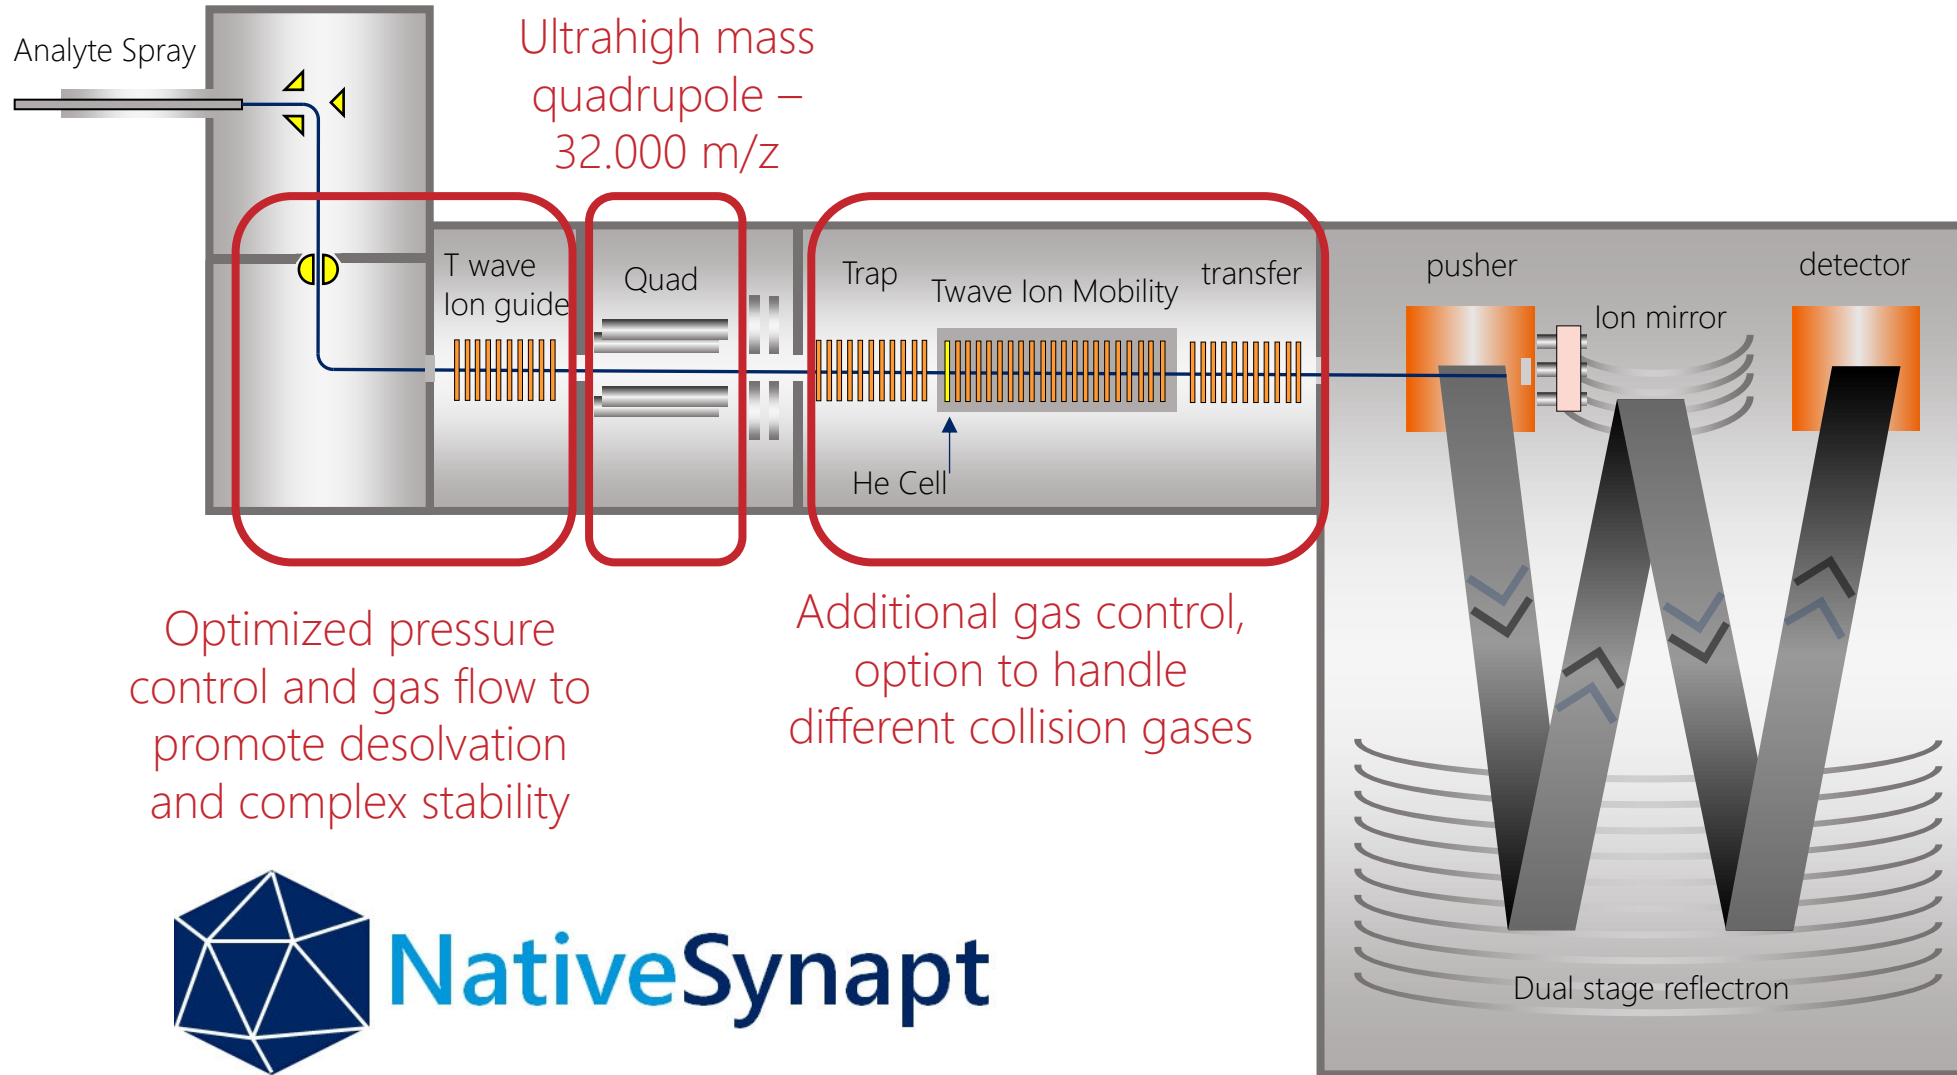 Analyte Spray
Ultrahigh mass
quadrupole –
32.000 m/z
T wave
Ion guide
Quad
Trap
Twave Ion Mobility
transfer
He Cell
pusher
Ion mirror
detector
Optimized pressure
control and gas flow to
promote desolvation
and complex stability
Additional gas control,
option to handle
different collision gases
Dual stage reflectron
NativeSynapt